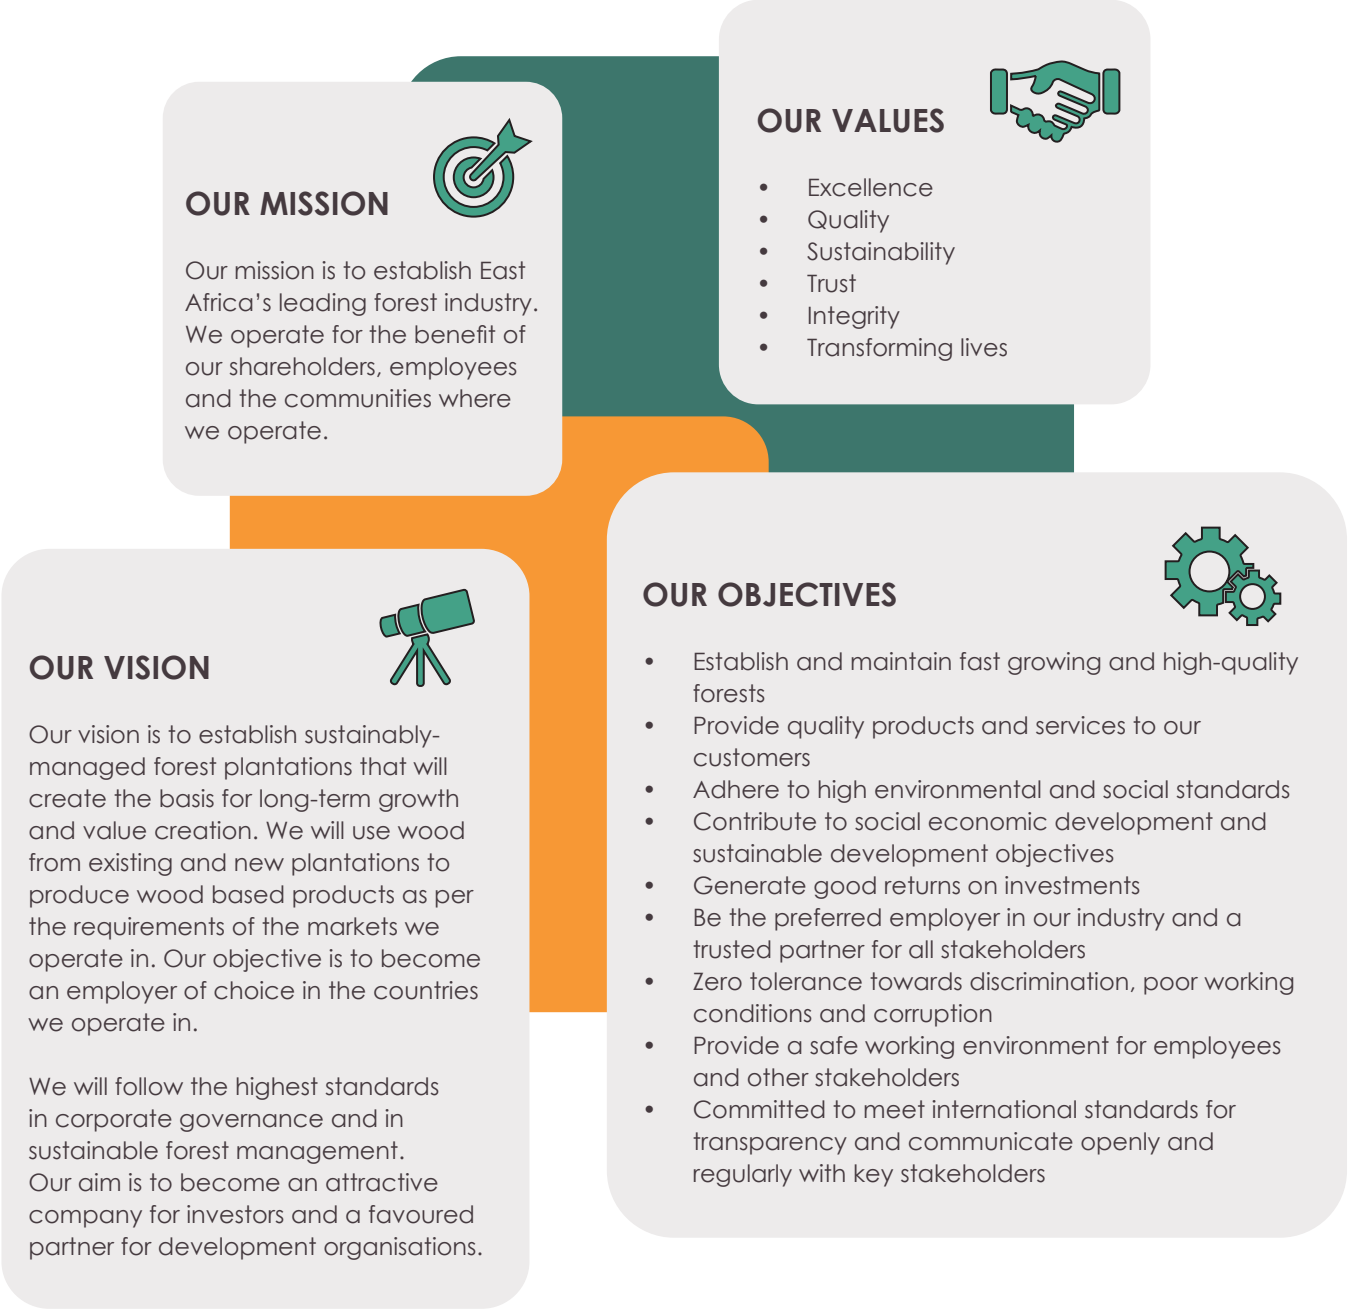 OUR MISSION
Our mission is to establish East
Africa’s leading forest industry.
We operate for the benefit of
our shareholders, employees
and the communities where
we operate.
OUR VALUES
• Excellence
• Quality
• Sustainability
• Trust
• Integrity
• Transforming lives
OUR VISION
Our vision is to establish sustainably-
managed forest plantations that will
create the basis for long-term growth
and value creation. We will use wood
from existing and new plantations to
produce wood based products as per
the requirements of the markets we
operate in. Our objective is to become
an employer of choice in the countries
we operate in.
We will follow the highest standards
in corporate governance and in
sustainable forest management.
Our aim is to become an attractive
company for investors and a favoured
partner for development organisations.
OUR OBJECTIVES
• Establish and maintain fast growing and high-quality
forests
• Provide quality products and services to our
customers
• Adhere to high environmental and social standards
• Contribute to social economic development and
sustainable development objectives
• Generate good returns on investments
• Be the preferred employer in our industry and a
trusted partner for all stakeholders
• Zero tolerance towards discrimination, poor working
conditions and corruption
• Provide a safe working environment for employees
and other stakeholders
• Committed to meet international standards for
transparency and communicate openly and
regularly with key stakeholders